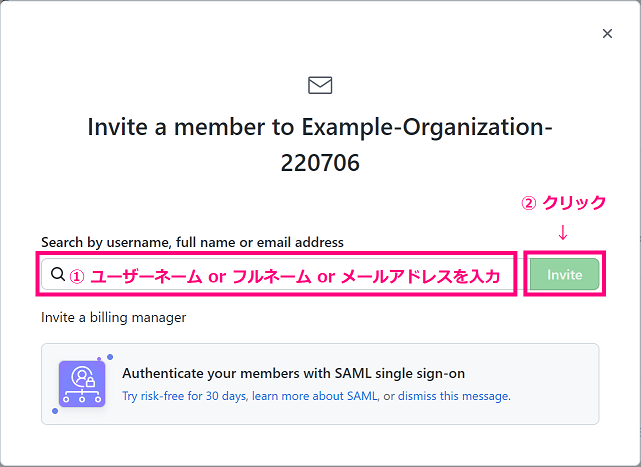 Invite a member to Example-Organization-
220706
② クリック
↓
Search by username, full name or email address
① ユーザーネーム or フルネーム or メールアドレスを入力
Invite
Invite a billing manager
Authenticate your members with SAML single sign-on
Try risk-free for 30 days, learn more about SAML, or dismiss this message.